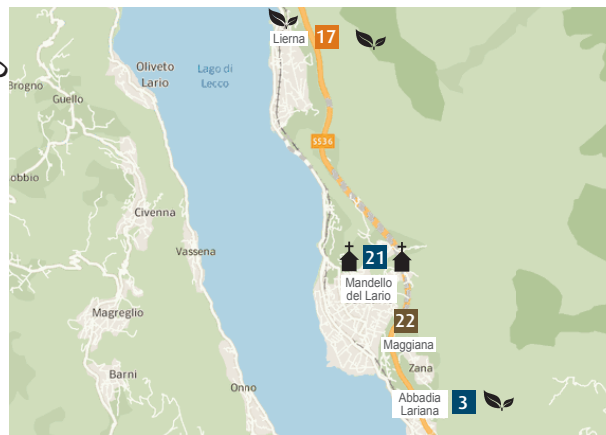 Lierna
17
Oliveto
Lario
Lago di
Lecco
Brogno
Guello
SS36
obbio
Civenna
Vassena
21
Mandello
del Lario
Magreglio
22
Maggiana
Zana
Barni
Onno
Abbadia
Lariana
3